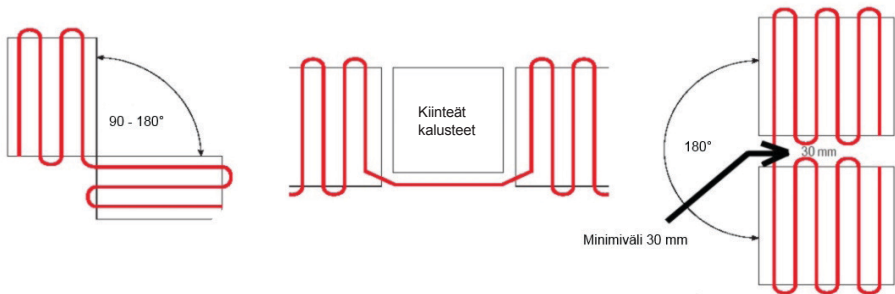 90 - 180°
Kiinteät
kalusteet
180°
30 mm
Minimiväli 30 mm